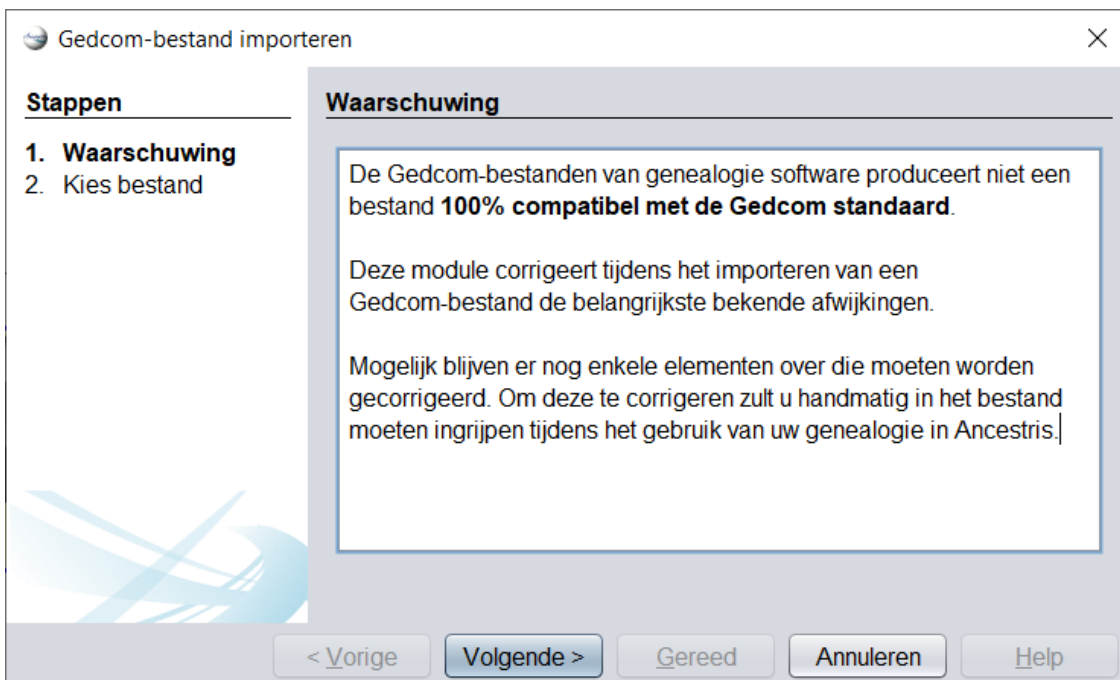 Gedcom-bestand importeren
Stappen
1. Waarschuwing
2. Kies bestand
Waarschuwing
De Gedcom-bestanden van genealogie software produceert niet een
bestand 100% compatibel met de Gedcom standaard.
Deze module corrigeert tijdens het importeren van een
Gedcom-bestand de belangrijkste bekende afwijkingen.
Mogelijk blijven er nog enkele elementen over die moeten worden
gecorrigeerd. Om deze te corrigeren zult u handmatig in het bestand
moeten ingrijpen tijdens het gebruik van uw genealogie in Ancestris.
< Vorige
Volgende >
Gereed
Annuleren
Help